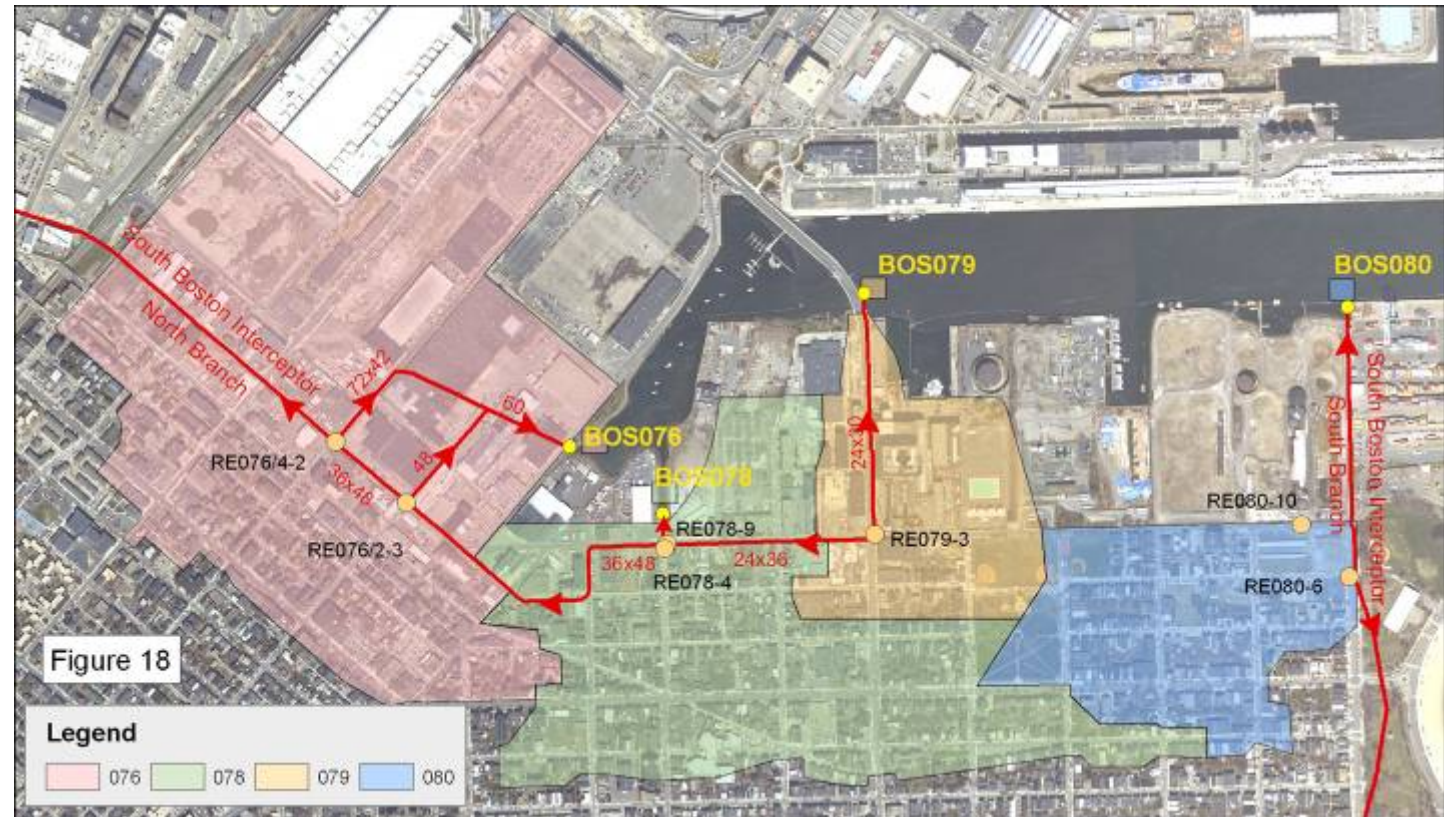 BOS079
BOS080
South Boston Interceptor
North Branch
72x42
60
BOS076
RE076/4-2
36x48
48
RE076/2-3
BOS078
24x30
South Boston Interceptor
South Branch
RE080-10
RE078-9
RE079-3
36x48
24x36
RE078-4
RE080-6
Figure 18
Legend
076
078
079
080